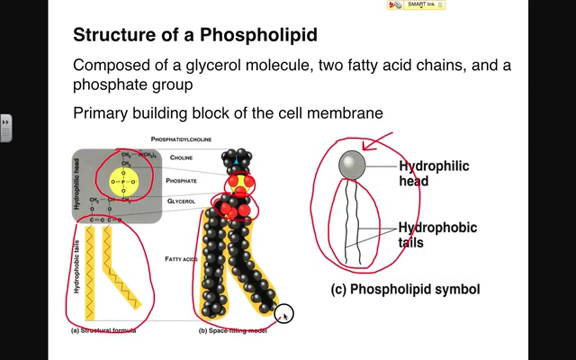 SMART Ink
Structure of a Phospholipid
Composed of a glycerol molecule, two fatty acid chains, and a
phosphate group
Primary building block of the cell membrane
PHOSPHATIDYLCHOLINE
CHOLINE
PHOSPHATE
GLYCEROL
FATTY ACIDS
Hydrophilic head
Hydrophobic tails
(a) Structural formula
(b) Space-filling model
Hydrophilic
head
Hydrophobic
tails
(c) Phospholipid symbol